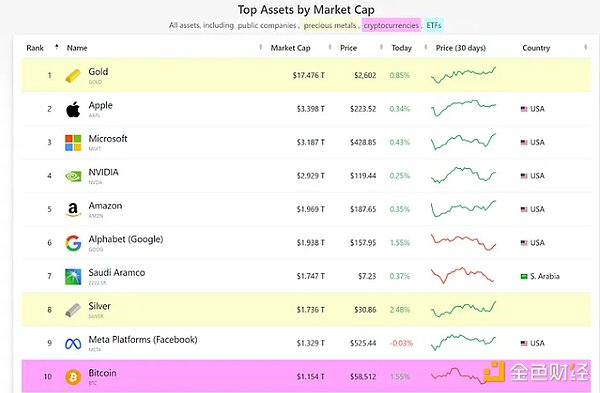 Top Assets by Market Cap
All assets, including public companies, precious metals, cryptocurrencies, ETFs
Rank Name Market Cap Price Today Price (30 days) Country
1 Gold $17.476 T $2,602 0.85%
GOLD
2 Apple $3.398 T $223.52 0.34% USA
AAPL
3 Microsoft $3.187 T $428.85 0.43% USA
MSFT
4 NVIDIA $2.929 T $119.44 0.25% USA
NVDA
5 Amazon $1.969 T $187.65 0.35% USA
AMZN
6 Alphabet (Google) $1.938 T $157.95 1.55% USA
GOOG
7 Saudi Aramco $1.747 T $7.23 0.37% S. Arabia
2222.SR
8 Silver $1.736 T $30.86 2.48%
SILVER
9 Meta Platforms (Facebook) $1.329 T $525.44 -0.03% USA
META
10 Bitcoin $1.154 T $58,512 1.55%
BTC
金色财经